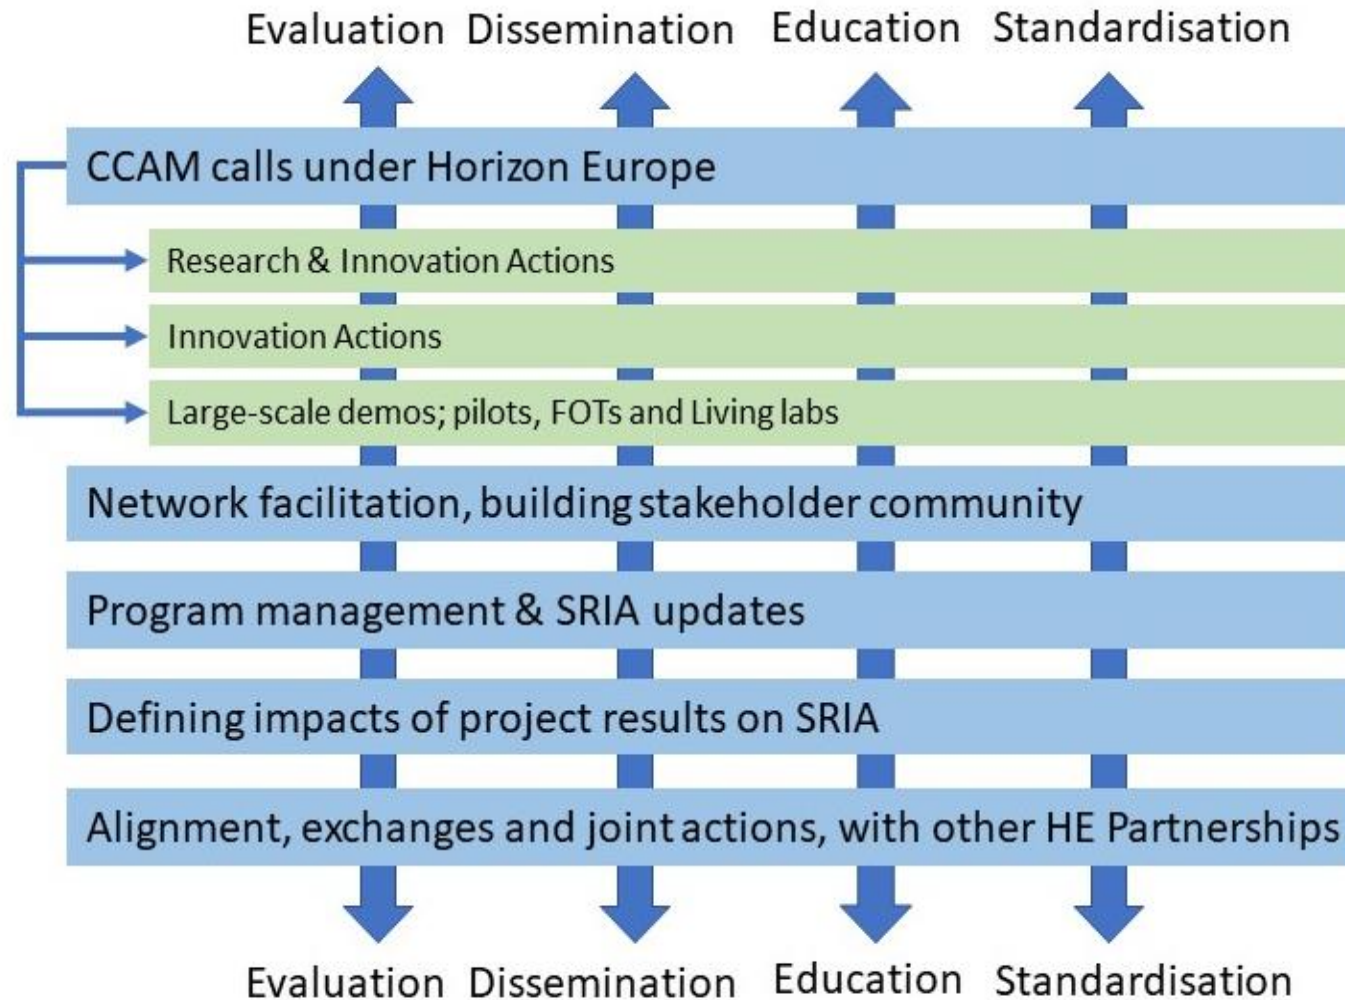 Evaluation Dissemination Education Standardisation
CCAM calls under Horizon Europe
Research & Innovation Actions
Innovation Actions
Large-scale demos; pilots, FOTs and Living labs
Network facilitation, building stakeholder community
Program management & SRIA updates
Defining impacts of project results on SRIA
Alignment, exchanges and joint actions, with other HE Partnerships
Evaluation Dissemination Education Standardisation